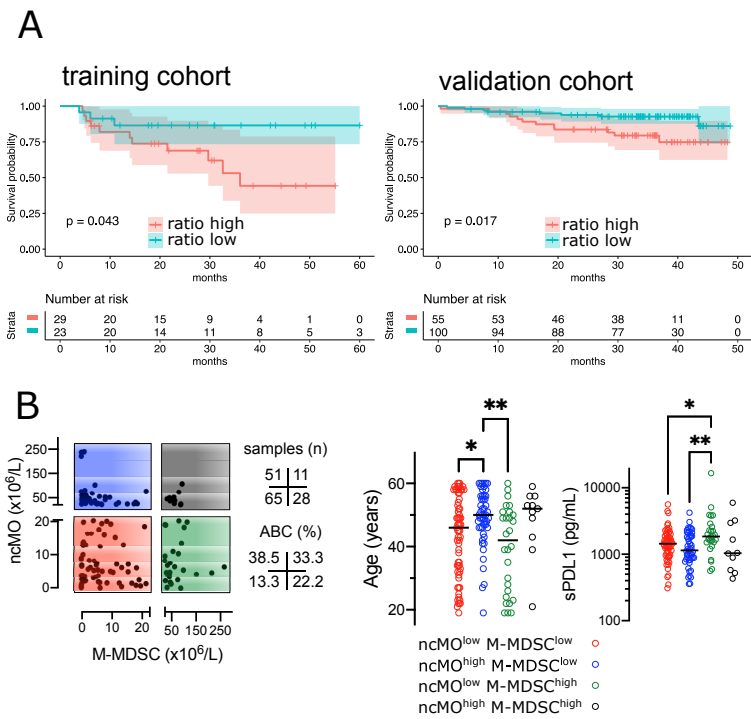 A
training cohort
validation cohort
Survival probability
1.00
0.75
0.50
0.25
0.00
p = 0.043
ratio high
ratio low
0 10 20 30 40 50 60
months
Number at risk
Strata
29 20 15 9 4 1 0
23 20 14 11 8 5 3
0 10 20 30 40 50 60
months
Survival probability
1.00
0.75
0.50
0.25
0.00
p = 0.017
ratio high
ratio low
0 10 20 30 40 50
months
Number at risk
Strata
55 53 46 38 11 0
100 94 88 77 30 0
0 10 20 30 40 50
months
B
ncMO (x10⁶/L)
250
150
50
20
10
0
0 10 20
50 150 250
M-MDSC (x10⁶/L)
samples (n)
51 11
65 28
ABC (%)
38.5 33.3
13.3 22.2
Age (years)
60
40
20
* **
sPDL1 (pg/mL)
10000
1000
100
*
**
ncMOˡᵒʷ M-MDSCˡᵒʷ
ncMOʰⁱᵍʰ M-MDSCˡᵒʷ
ncMOˡᵒʷ M-MDSCʰⁱᵍʰ
ncMOʰⁱᵍʰ M-MDSCʰⁱᵍʰ